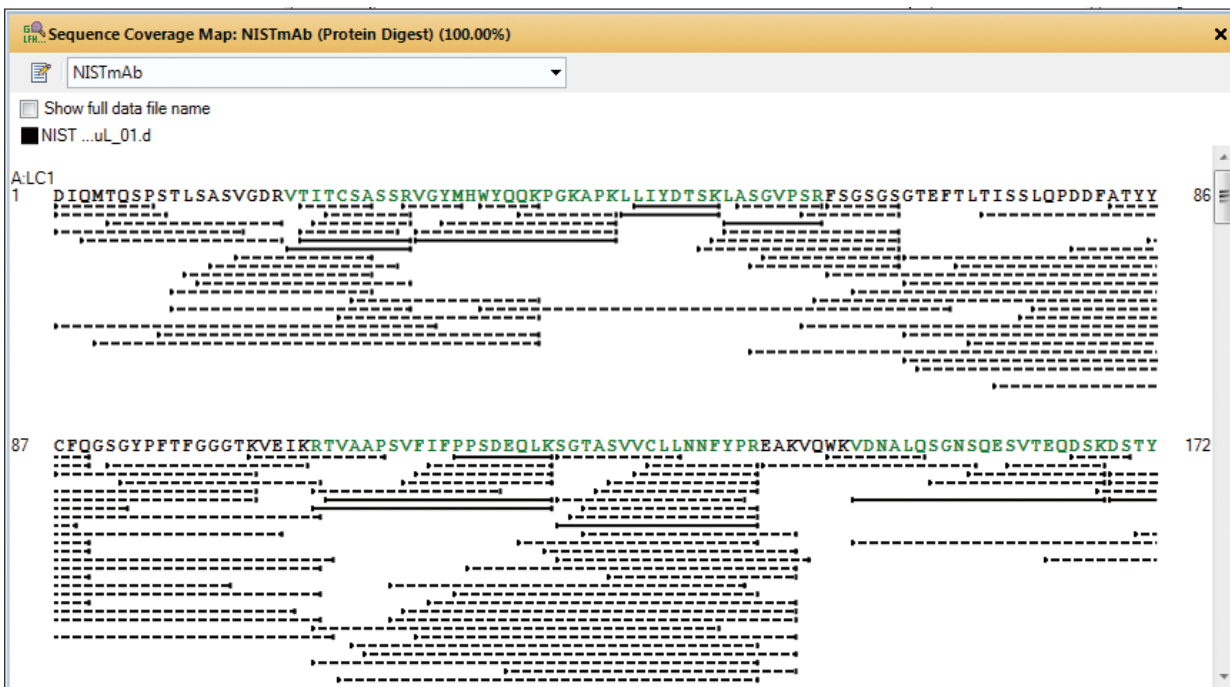 Sequence Coverage Map: NISTmAb (Protein Digest) (100.00%)
NISTmAb
Show full data file name
NIST ...uL_01.d
A:LC1
1 DIQMTQSPSTLSASVGDRVTITCSASSRVGYMHWYQQKPGKAPKLLIYDTSKLASGVPSRFSGSGSGTEFTLTISSLQPDDFATYY 86
87 CFQGSGYPFTFGGGTKVEIKRTVAAPSVFIFPPSDEQLKSGTASVVCLLNNFYPREAKVQWKVDNALQSGNSQESVTEQDSKDSTY 172